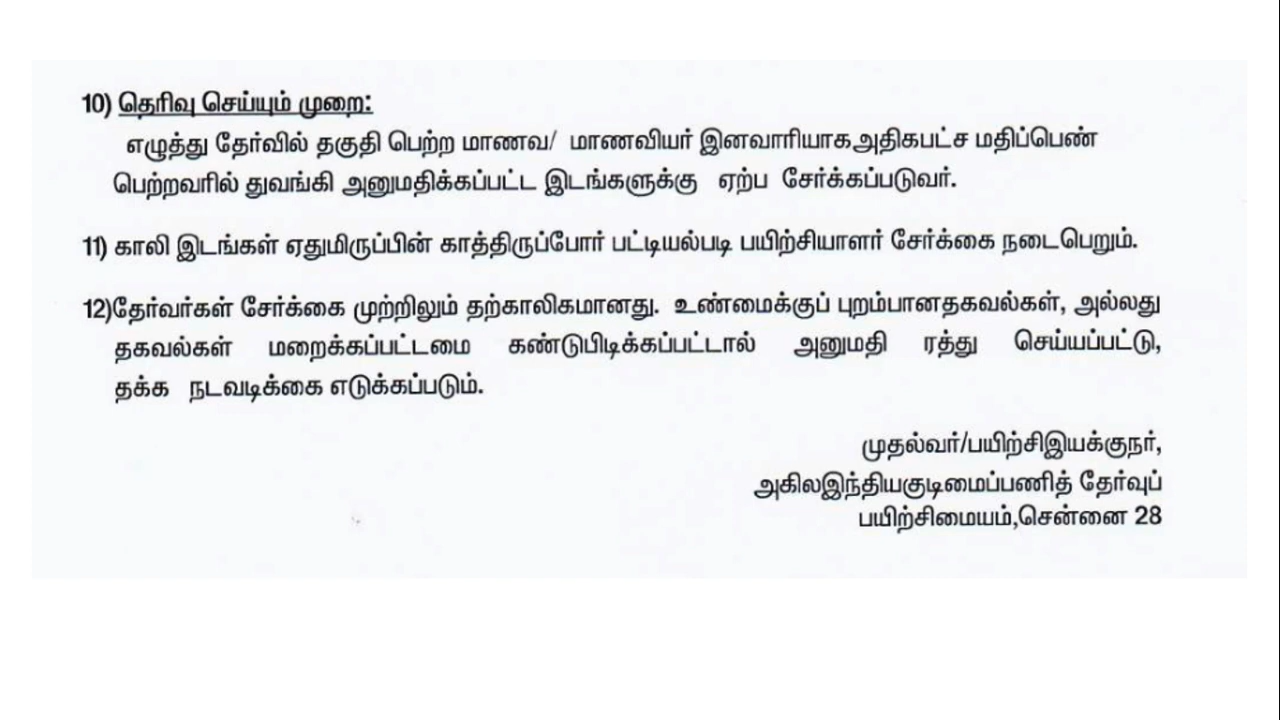 10) தெரிவு செய்யும் முறை:
எழுத்து தேர்வில் தகுதி பெற்ற மாணவ/ மாணவியர் இனவாரியாகஅதிகபட்ச மதிப்பெண்
பெற்றவரில் துவங்கி அனுமதிக்கப்பட்ட இடங்களுக்கு ஏற்ப சேர்க்கப்படுவர்.
11) காலி இடங்கள் ஏதுமிருப்பின் காத்திருப்போர் பட்டியல்படி பயிற்சியாளர் சேர்க்கை நடைபெறும்.
12)தேர்வர்கள் சேர்க்கை முற்றிலும் தற்காலிகமானது. உண்மைக்குப் புறம்பானதகவல்கள், அல்லது
தகவல்கள் மறைக்கப்பட்டமை கண்டுபிடிக்கப்பட்டால் அனுமதி ரத்து செய்யப்பட்டு,
தக்க நடவடிக்கை எடுக்கப்படும்.
முதல்வர்/பயிற்சிஇயக்குநர்,
அகிலஇந்தியகுடிமைப்பணித் தேர்வுப்
பயிற்சிமையம்,சென்னை 28